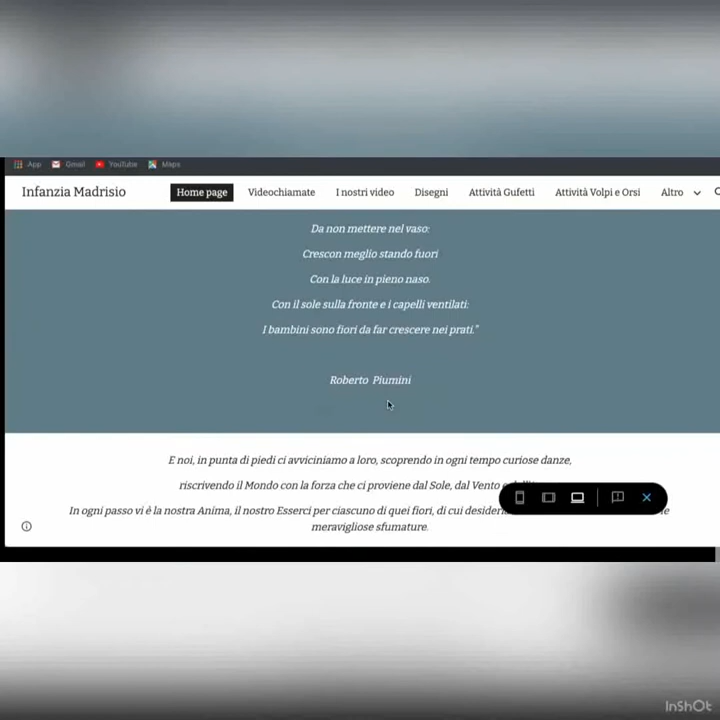 App Gmail YouTube Maps
Infanzia Madrisio Home page Videochiamate I nostri video Disegni Attività Gufetti Attività Volpi e Orsi Altro
Da non mettere nel vaso:
Crescon meglio stando fuori
Con la luce in pieno naso.
Con il sole sulla fronte e i capelli ventilati:
I bambini sono fiori da far crescere nei prati."
Roberto Piumini
E noi, in punta di piedi ci avviciniamo a loro, scoprendo in ogni tempo curiose danze,
riscrivendo il Mondo con la forza che ci proviene dal Sole, dal Vento
In ogni passo vi è la nostra Anima, il nostro Esserci per ciascuno di quei fiori, di cui
meravigliose sfumature.
InShOt